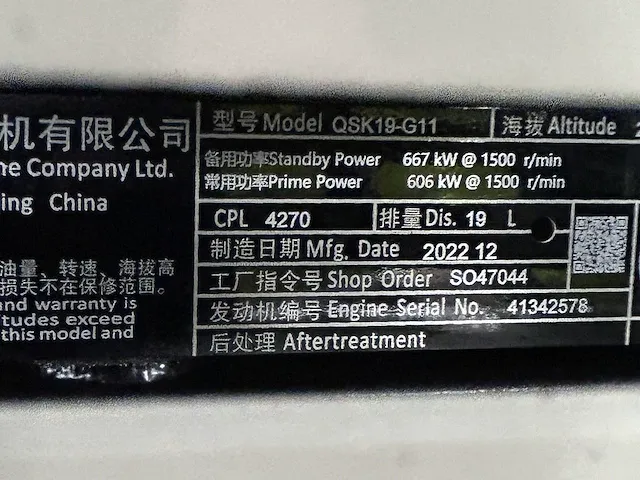 机有限公司
ne Company Ltd.
ing China
油量、转速、海拔高
损失不在保修范围。
and warranty is
tudes exceed
this model and
型号 Model QSK19-G11
海拔 Altitude
备用功率Standby Power 667 kW @ 1500 r/min
常用功率Prime Power 606 kW @ 1500 r/min
CPL 4270
排量 Dis. 19 L
制造日期 Mfg. Date 2022 12
工厂指令号 Shop Order SO47044
发动机编号 Engine Serial No. 41342578
后处理 Aftertreatment